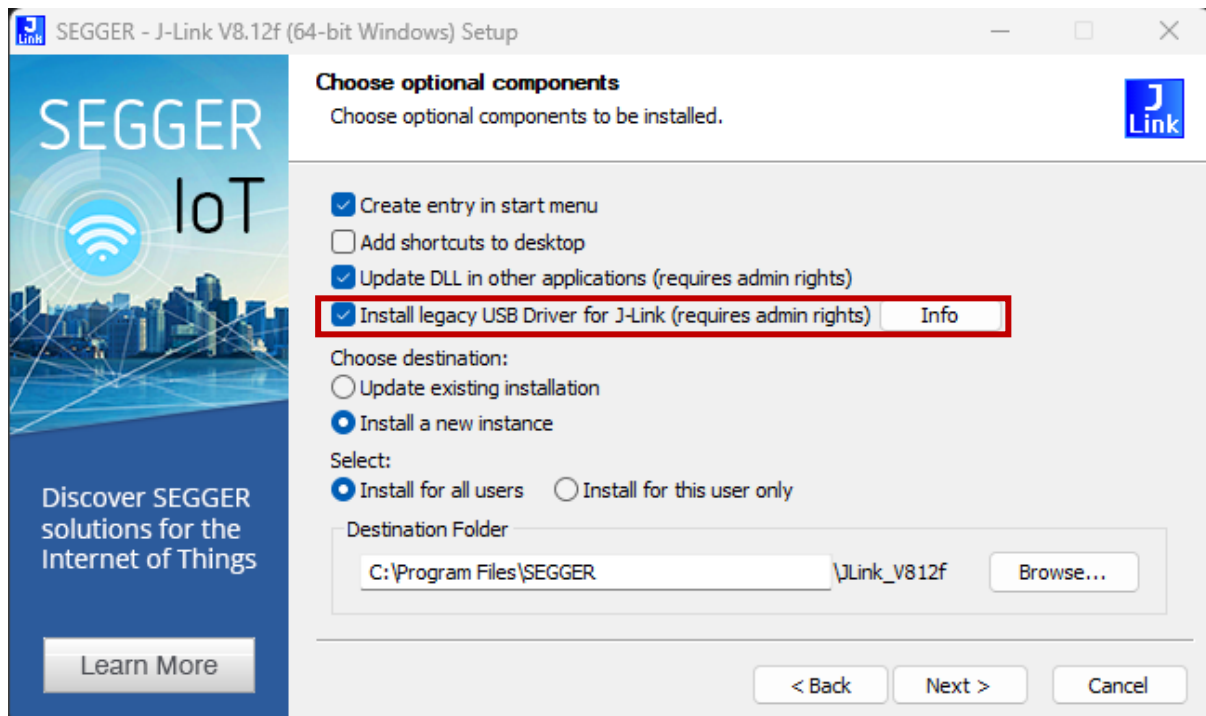 J Link SEGGER - J-Link V8.12f (64-bit Windows) Setup
SEGGER
IoT
Discover SEGGER
solutions for the
Internet of Things
Learn More
Choose optional components
Choose optional components to be installed.
J
Link
Create entry in start menu
Add shortcuts to desktop
Update DLL in other applications (requires admin rights)
Install legacy USB Driver for J-Link (requires admin rights) Info
Choose destination:
Update existing installation
Install a new instance
Select:
Install for all users Install for this user only
Destination Folder
C:\Program Files\SEGGER \JLink_V812f Browse...
< Back Next > Cancel